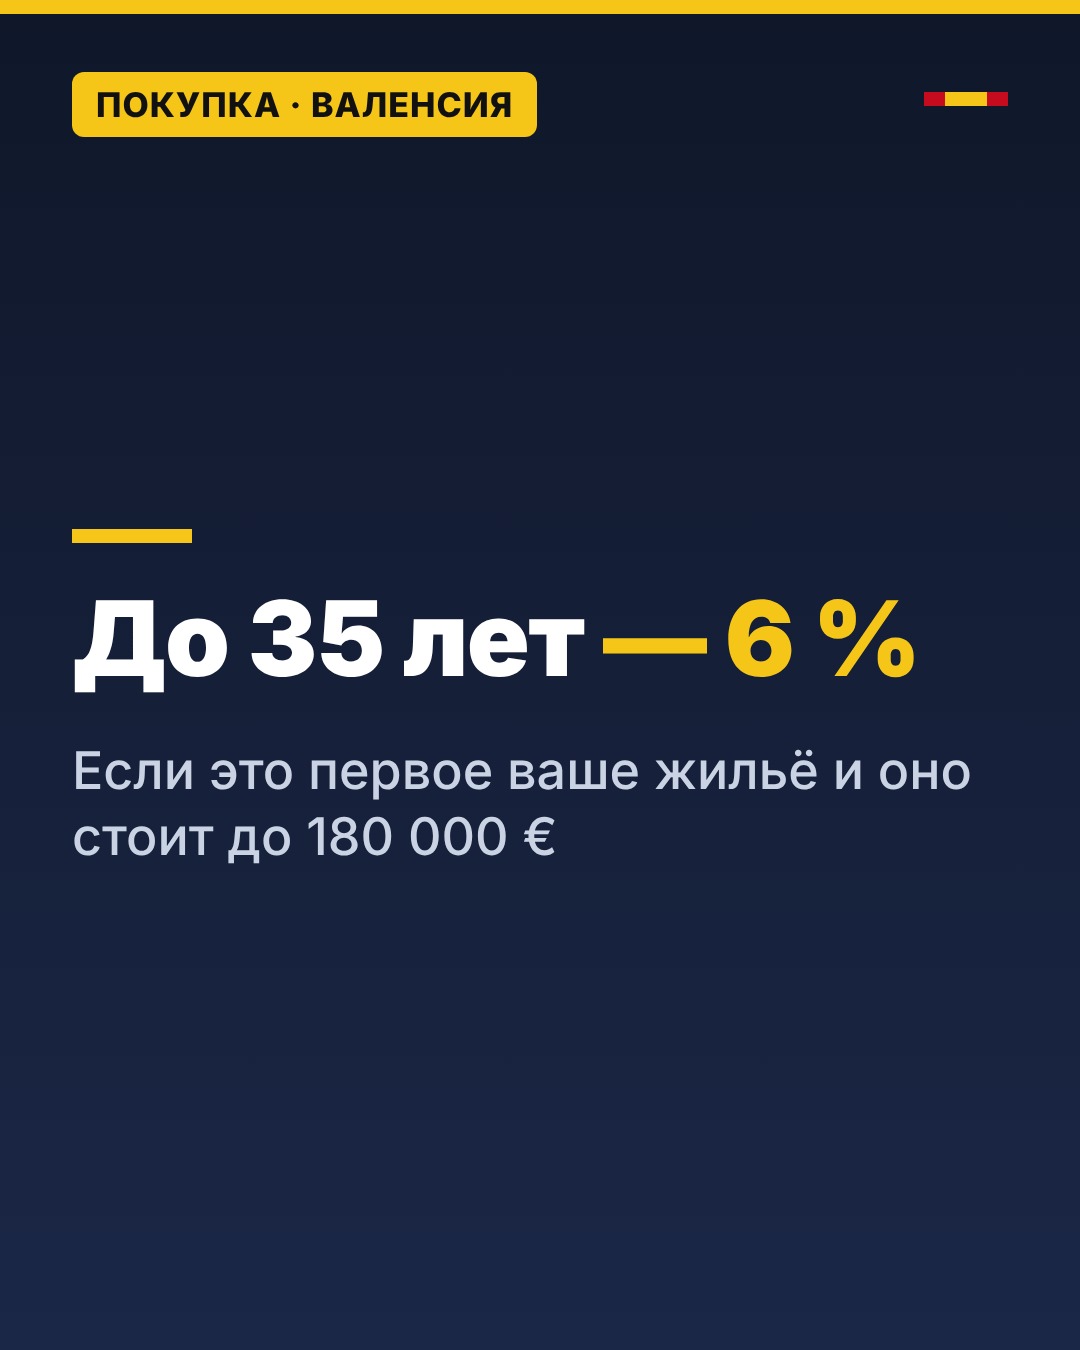 ПОКУПКА · ВАЛЕНСИЯ
До 35 лет — 6 %
Если это первое ваше жильё и оно
стоит до 180 000 €